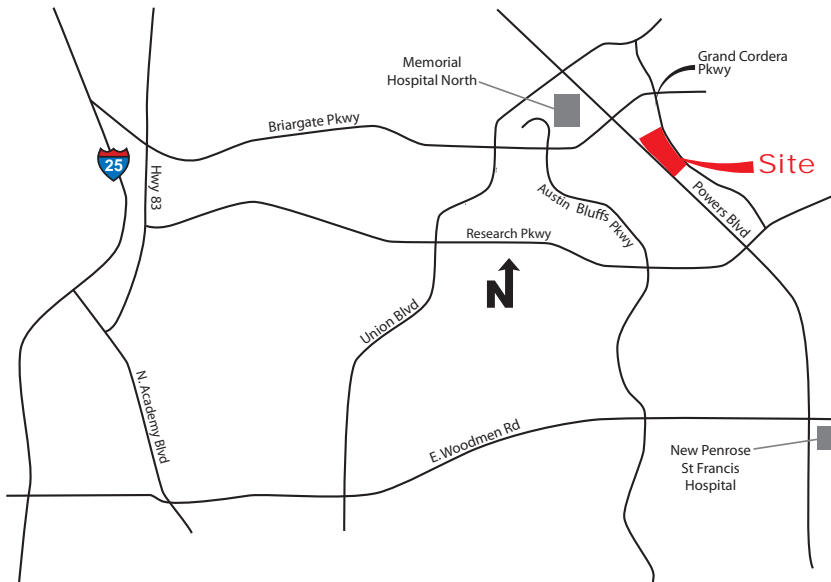 Memorial
Hospital North
Grand Cordera
Pkwy
Briargate Pkwy
25
Hwy 83
Site
Austin Bluffs Pkwy
Powers Blvd
Research Pkwy
N
Union Blvd
N. Academy Blvd
E. Woodmen Rd
New Penrose
St Francis
Hospital